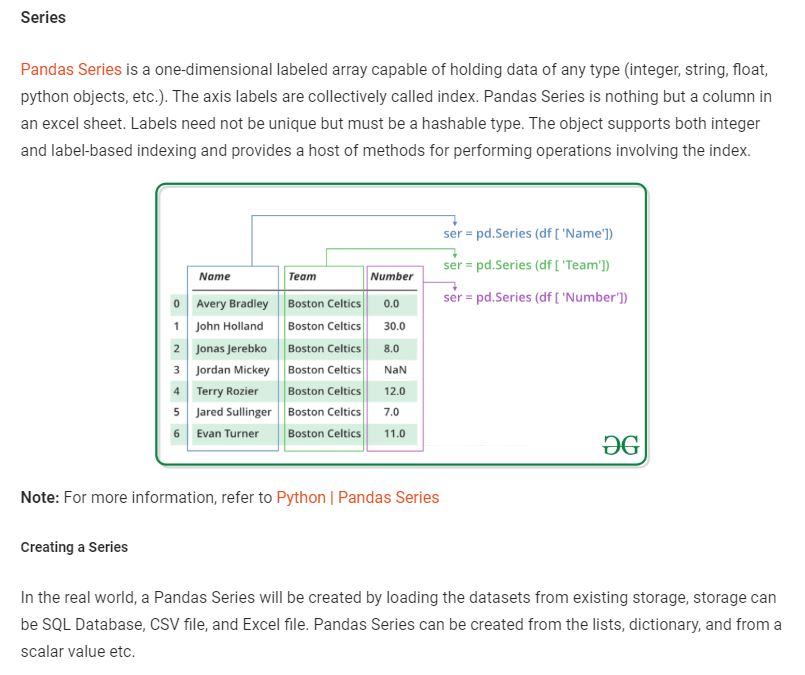 Series
Pandas Series is a one-dimensional labeled array capable of holding data of any type (integer, string, float,
python objects, etc.). The axis labels are collectively called index. Pandas Series is nothing but a column in
an excel sheet. Labels need not be unique but must be a hashable type. The object supports both integer
and label-based indexing and provides a host of methods for performing operations involving the index.
ser = pd.Series (df [ 'Name'])
ser = pd.Series (df [ 'Team'])
ser = pd.Series (df [ 'Number'])
Name Team Number
0 Avery Bradley Boston Celtics 0.0
1 John Holland Boston Celtics 30.0
2 Jonas Jerebko Boston Celtics 8.0
3 Jordan Mickey Boston Celtics NaN
4 Terry Rozier Boston Celtics 12.0
5 Jared Sullinger Boston Celtics 7.0
6 Evan Turner Boston Celtics 11.0
Note: For more information, refer to Python | Pandas Series
Creating a Series
In the real world, a Pandas Series will be created by loading the datasets from existing storage, storage can
be SQL Database, CSV file, and Excel file. Pandas Series can be created from the lists, dictionary, and from a
scalar value etc.